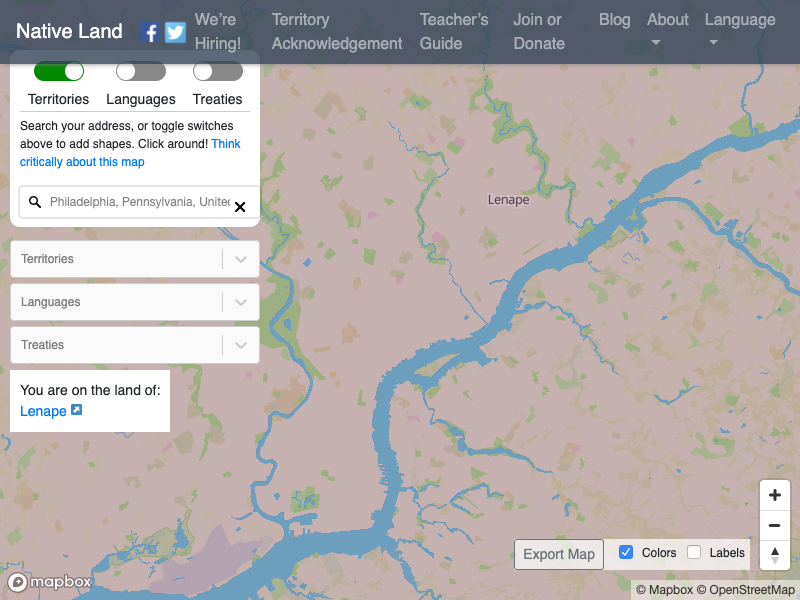 Native Land
We're Hiring!
Territory Acknowledgement
Teacher's Guide
Join or Donate
Blog
About
Language
Territories
Languages
Treaties
Search your address, or toggle switches
above to add shapes. Click around! Think
critically about this map
Philadelphia, Pennsylvania, United
Lenape
Territories
Languages
Treaties
You are on the land of:
Lenape
Export Map
Colors
Labels
mapbox
© Mapbox © OpenStreetMap